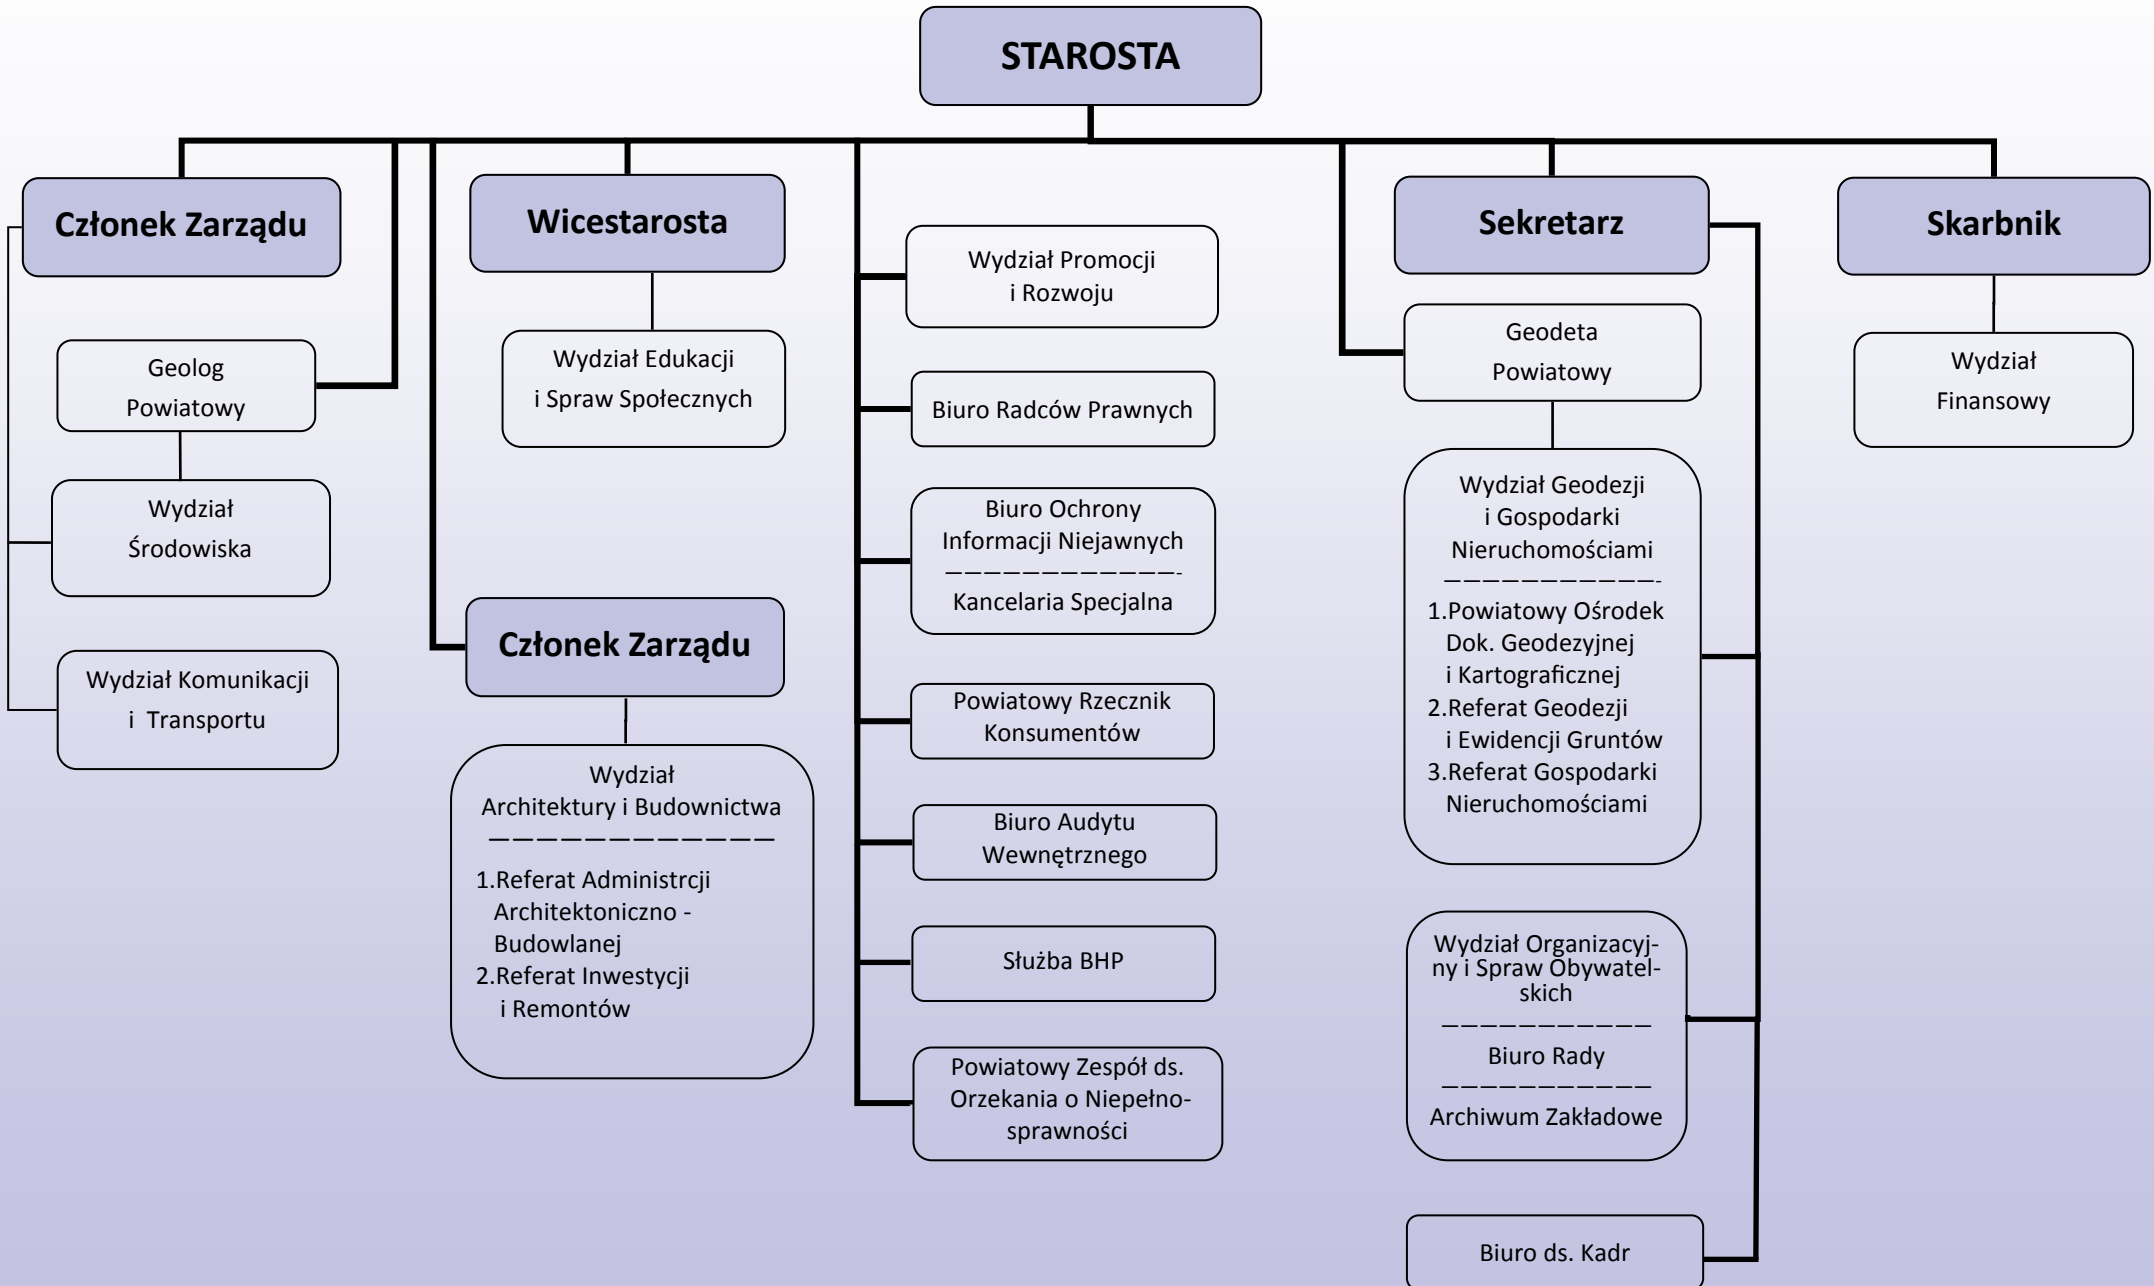 STAROSTA
Członek Zarządu
Geolog
Powiatowy
Wydział
Środowiska
Wydział Komunikacji
i Transportu
Wicestarosta
Wydział Edukacji
i Spraw Społecznych
Członek Zarządu
Wydział
Architektury i Budownictwa
————————————
1.Referat Administrcji
Architektoniczno -
Budowlanej
2.Referat Inwestycji
i Remontów
Wydział Promocji
i Rozwoju
Biuro Radców Prawnych
Biuro Ochrony
Informacji Niejawnych
————————————-
Kancelaria Specjalna
Powiatowy Rzecznik
Konsumentów
Biuro Audytu
Wewnętrznego
Służba BHP
Powiatowy Zespół ds.
Orzekania o Niepełno-
sprawności
Sekretarz
Geodeta
Powiatowy
Wydział Geodezji
i Gospodarki
Nieruchomościami
———————————-
1.Powiatowy Ośrodek
Dok. Geodezyjnej
i Kartograficznej
2.Referat Geodezji
i Ewidencji Gruntów
3.Referat Gospodarki
Nieruchomościami
Wydział Organizacyj-
ny i Spraw Obywatel-
skich
———————————
Biuro Rady
———————————
Archiwum Zakładowe
Biuro ds. Kadr
Skarbnik
Wydział
Finansowy